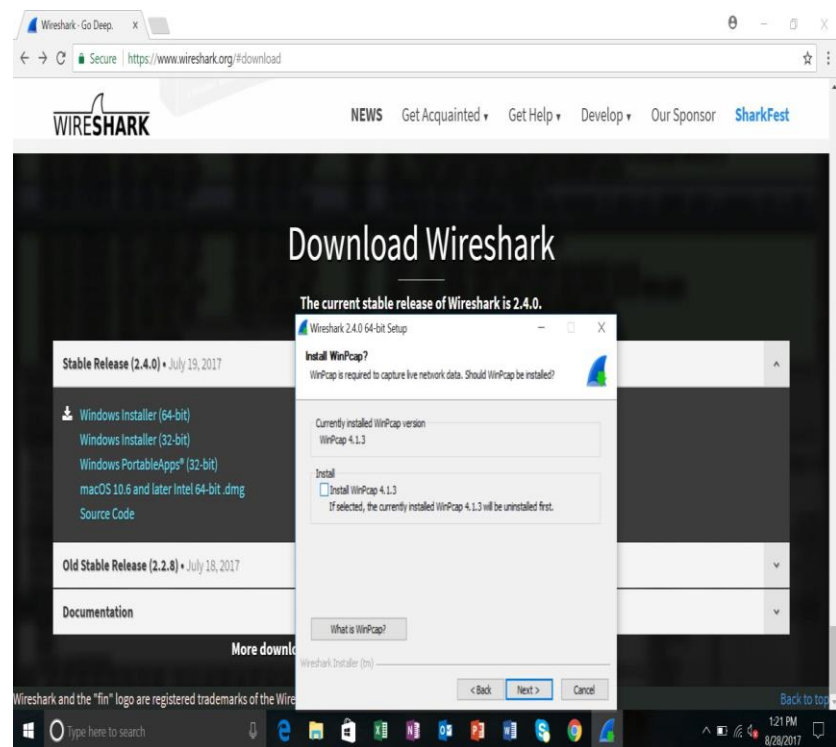 Wireshark - Go Deep.
Secure | https://www.wireshark.org/#download
WIRESHARK
NEWS Get Acquainted Get Help Develop Our Sponsor SharkFest
Download Wireshark
The current stable release of Wireshark is 2.4.0.
Stable Release (2.4.0) • July 19, 2017
Windows Installer (64-bit)
Windows Installer (32-bit)
Windows PortableApps® (32-bit)
macOS 10.6 and later Intel 64-bit .dmg
Source Code
Old Stable Release (2.2.8) • July 18, 2017
Documentation
More downlo
Wireshark and the "fin" logo are registered trademarks of the Wire
Back to top
Wireshark 2.4.0 64-bit Setup
Install WinPcap?
WinPcap is required to capture live network data. Should WinPcap be installed?
Currently installed WinPcap version
WinPcap 4.1.3
Install
Install WinPcap 4.1.3
If selected, the currently installed WinPcap 4.1.3 will be uninstalled first.
What is WinPcap?
Wireshark Installer (tm)
< Back Next > Cancel
Type here to search
1:21 PM
8/28/2017